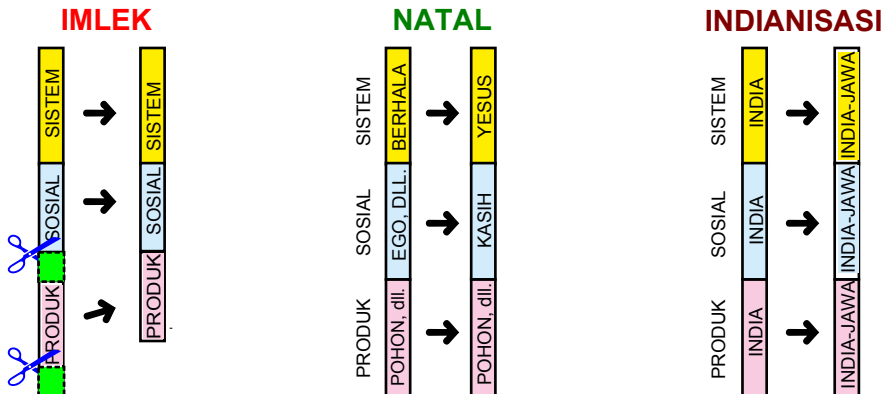 IMLEK
SISTEM
SOSIAL
PRODUK
SISTEM
SOSIAL
PRODUK
NATAL
SISTEM
SOSIAL
PRODUK
BERHALA
EGO, DLL.
POHON, dll.
YESUS
KASIH
POHON, dll.
INDIANISASI
SISTEM
SOSIAL
PRODUK
INDIA
INDIA
INDIA
INDIA-JAWA
INDIA-JAWA
INDIA-JAWA